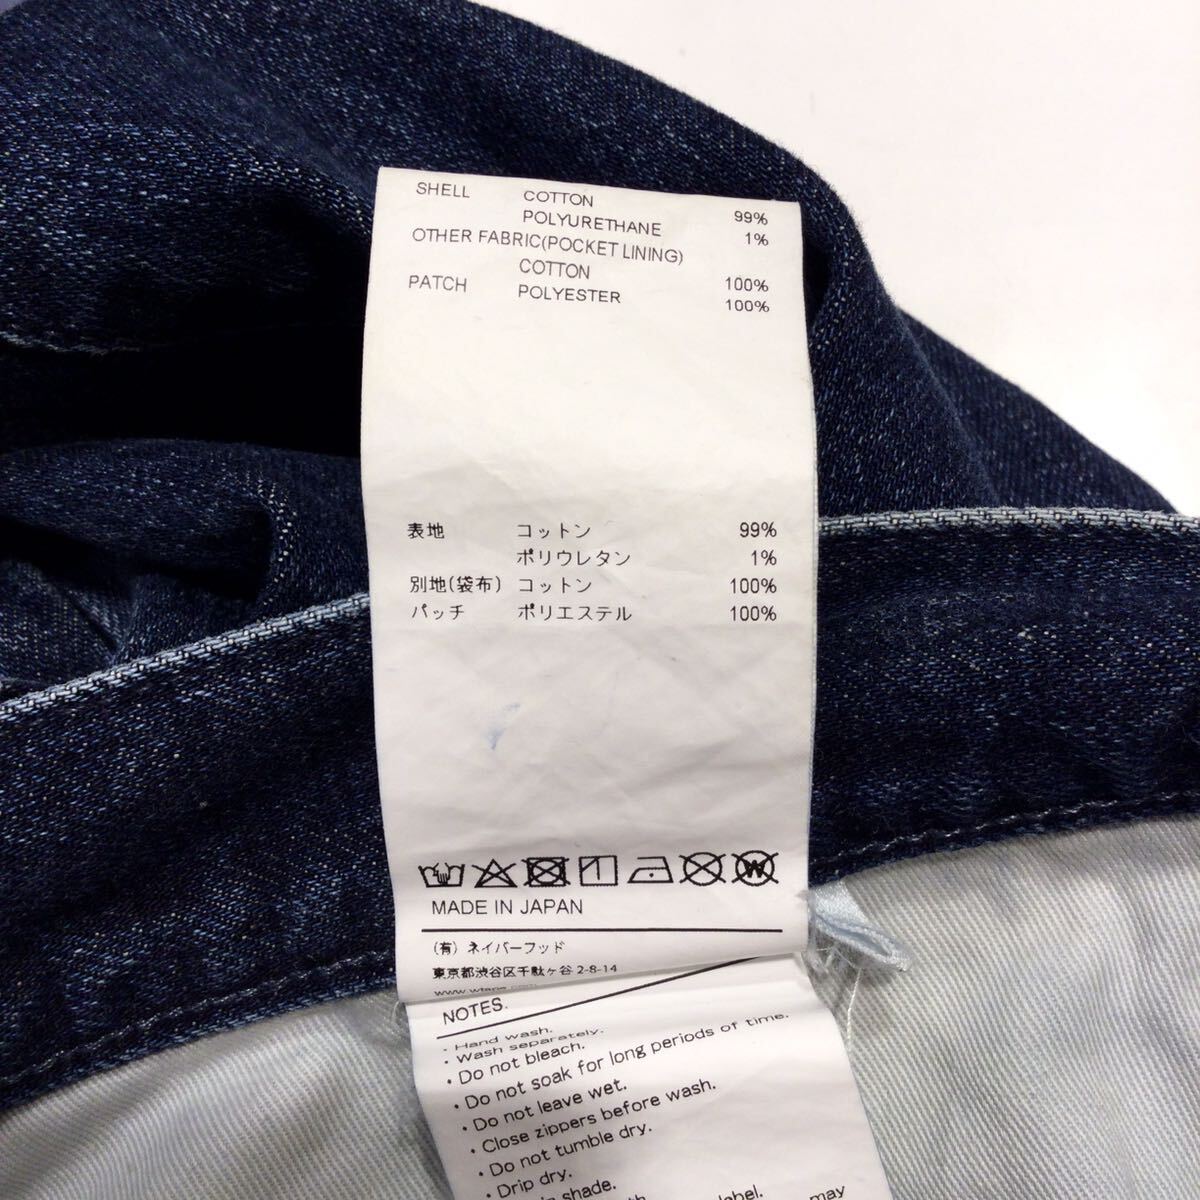 SHELL COTTON 99%
POLYURETHANE 1%
OTHER FABRIC(POCKET LINING)
COTTON 100%
PATCH POLYESTER 100%
表地 コットン 99%
ポリウレタン 1%
別地(袋布) コットン 100%
パッチ ポリエステル 100%
W
MADE IN JAPAN
(有) ネイバーフッド
東京都渋谷区千駄ヶ谷 2-8-14
NOTES.
・Hand wash.
・Wash separately.
・Do not bleach.
・Do not soak for long periods of time.
・Do not leave wet.
・Close zippers before wash.
・Do not tumble dry.
・Drip dry.
in shade.
label.
may